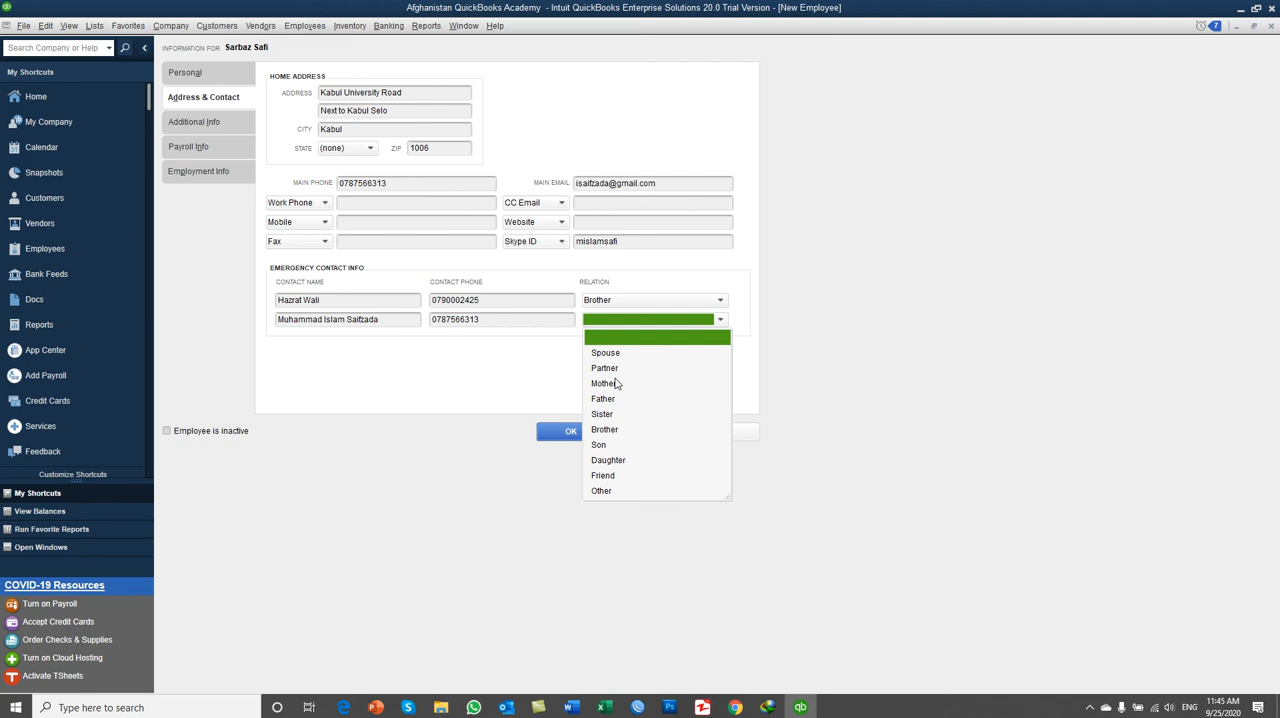 Afghanistan QuickBooks Academy - Intuit QuickBooks Enterprise Solutions 20.0 Trial Version - [New Employee]
File Edit View Lists Favorites Company Customers Vendors Employees Inventory Banking Reports Window Help 7
Search Company or Help
My Shortcuts
Home
My Company
Calendar
Snapshots
Customers
Vendors
Employees
Bank Feeds
Docs
Reports
App Center
Add Payroll
Credit Cards
Services
Feedback
Customize Shortcuts
My Shortcuts
View Balances
Run Favorite Reports
Open Windows
COVID-19 Resources
Turn on Payroll
Accept Credit Cards
Order Checks & Supplies
Turn on Cloud Hosting
Activate TSheets
INFORMATION FOR Sarbaz Safi
Personal
Address & Contact
Additional Info
Payroll Info
Employment Info
HOME ADDRESS
ADDRESS Kabul University Road
Next to Kabul Selo
CITY Kabul
STATE (none) ZIP 1006
MAIN PHONE 0787566313 MAIN EMAIL isaifzada@gmail.com
Work Phone CC Email
Mobile Website
Fax Skype ID mislamsafi
EMERGENCY CONTACT INFO
CONTACT NAME CONTACT PHONE RELATION
Hazrat Wali 0790002425 Brother
Muhammad Islam Saifzada 0787566313
Spouse
Partner
Mother
Father
Sister
Brother
Son
Daughter
Friend
Other
Employee is inactive OK
Type here to search
11:45 AM
9/25/2020